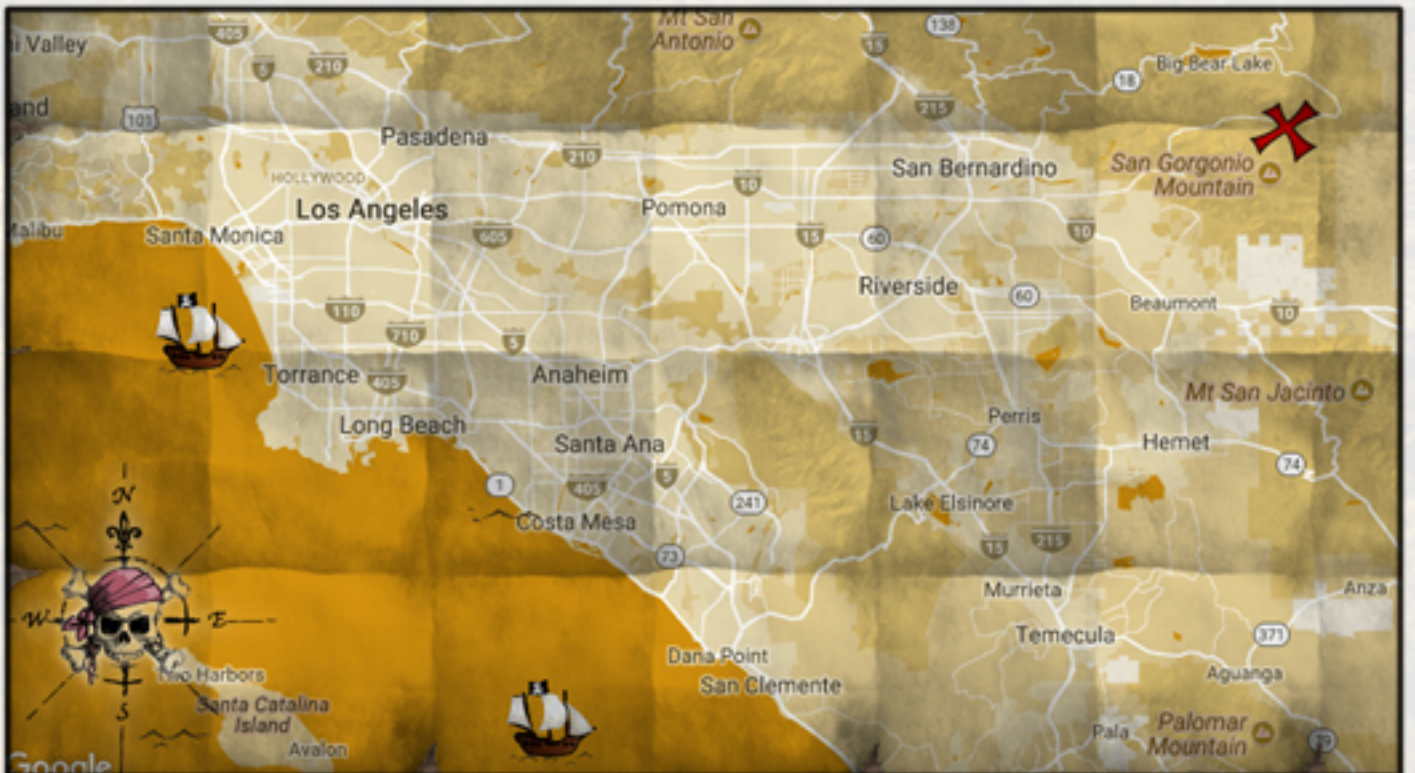 405
Mt San
Antonio
15
138
i Valley
5
210
18
Big Bear Lake
and
101
215
Pasadena
210
San Bernardino
San Gorgonio
Mountain
HOLLYWOOD
10
Los Angeles
Pomona
Malibu
Santa Monica
605
15
60
10
Riverside
60
Beaumont
110
10
710
5
Torrance
405
Anaheim
Mt San Jacinto
Long Beach
Perris
Santa Ana
15
74
Hemet
74
1
405
5
241
Lake Elsinore
N
Costa Mesa
73
15
215
Murrieta
Anza
W
E
Temecula
371
Dana Point
Harbors
San Clemente
Aguanga
S
Santa Catalina
Island
Pala
Palomar
Mountain
79
Avalon
Google